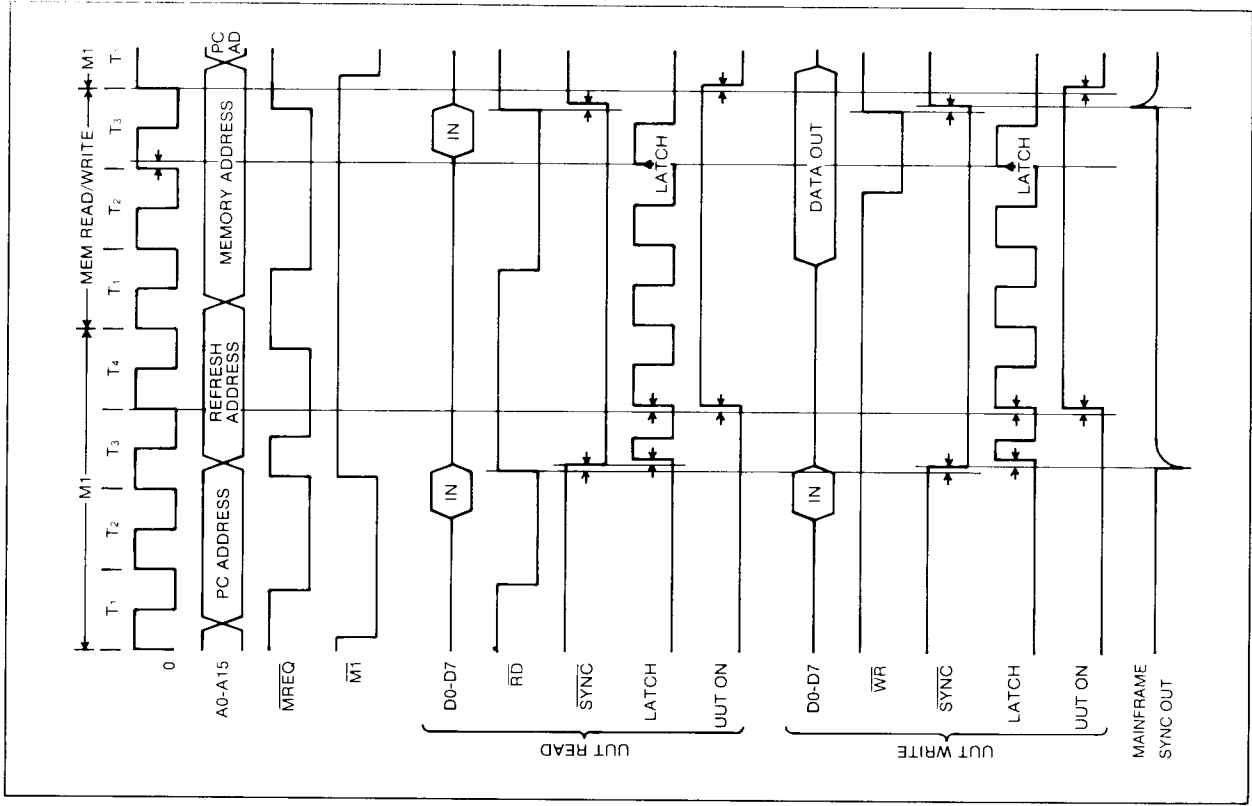 M1 MEM READ/WRITE M1
T1 T2 T3 T4 T1 T2 T3 T1
0
A0-A15 PC ADDRESS REFRESH ADDRESS MEMORY ADDRESS PC AD
MREQ
M1
UUT READ
D0-D7 IN IN
RD
SYNC
LATCH LATCH
UUT ON
UUT WRITE
D0-D7 IN DATA OUT
WR
SYNC
LATCH LATCH
UUT ON
MAINFRAME
SYNC OUT